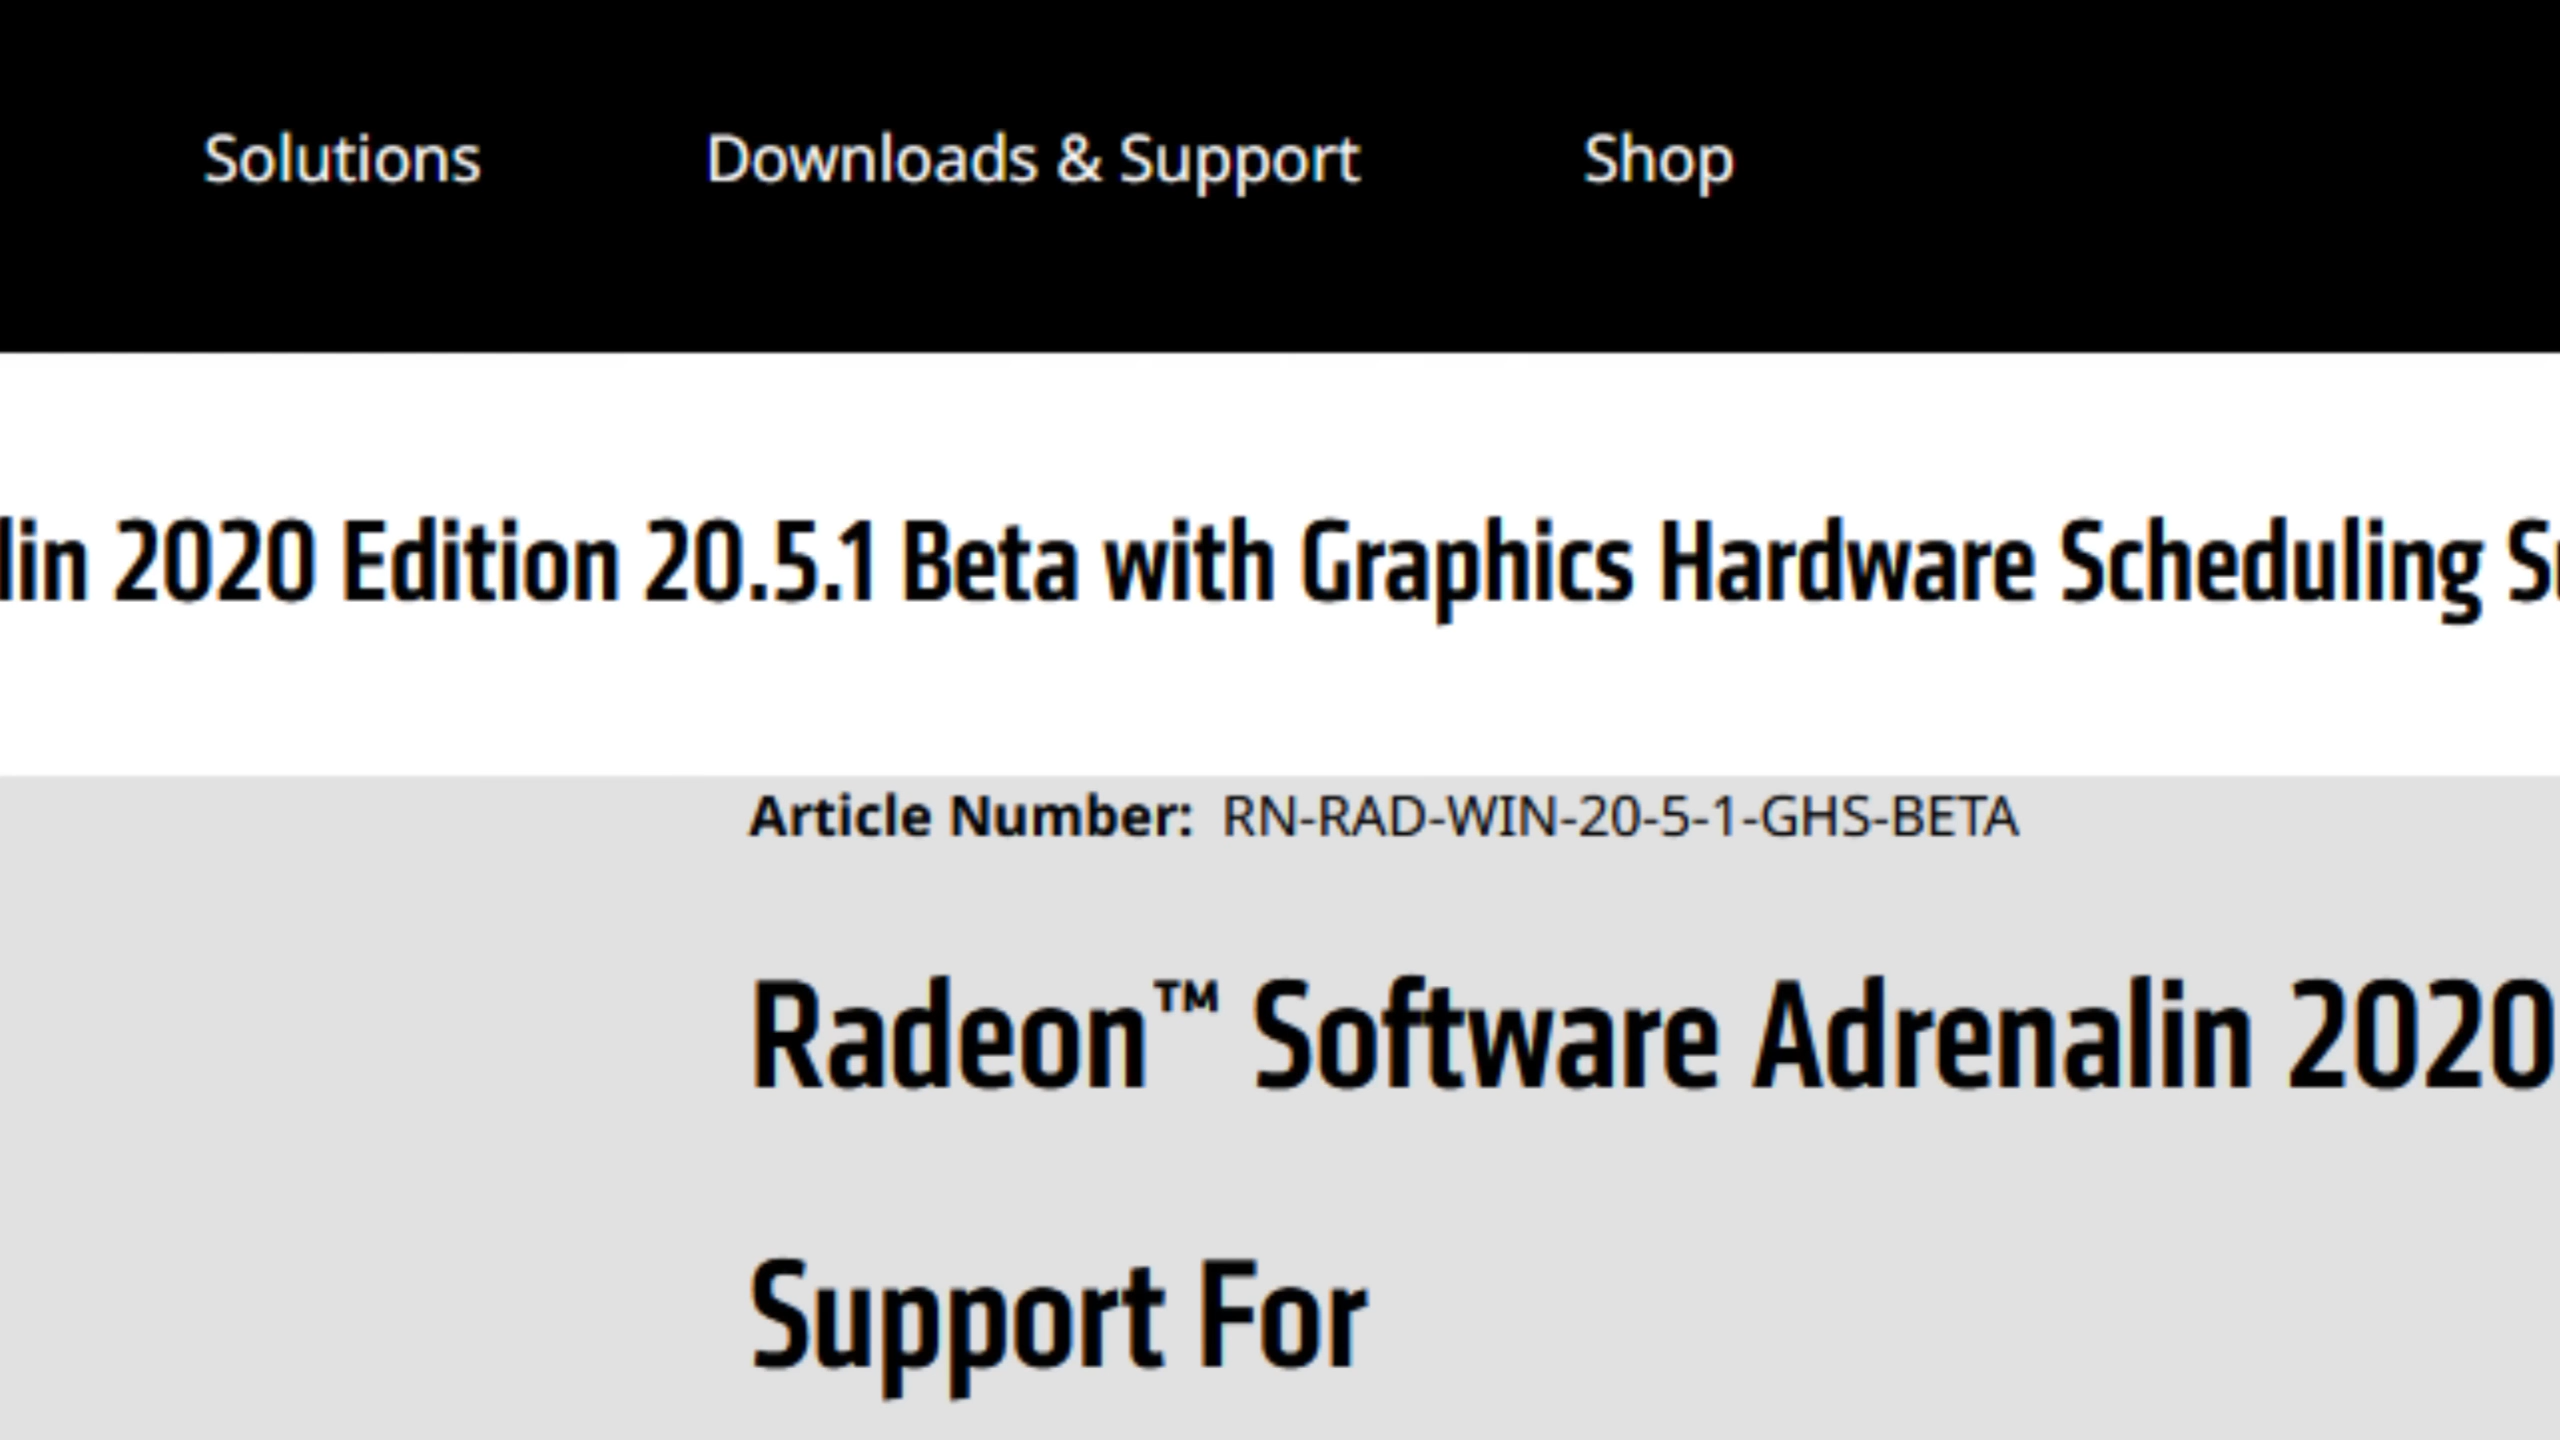 Solutions Downloads & Support Shop
lin 2020 Edition 20.5.1 Beta with Graphics Hardware Scheduling
Article Number: RN-RAD-WIN-20-5-1-GHS-BETA
Radeon™ Software Adrenalin 2020
Support For